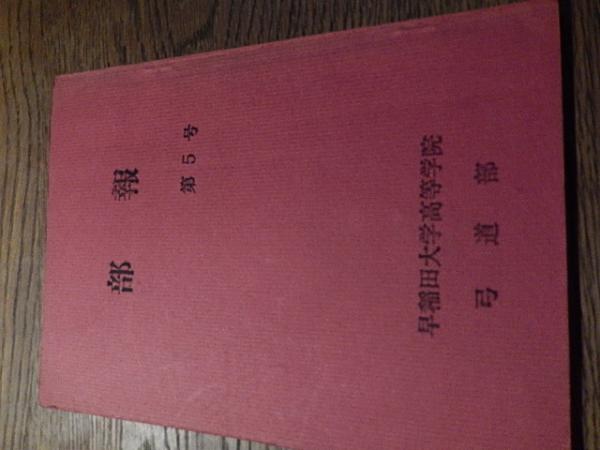 部報
第5号
早稲田大学高等学院
弓道部